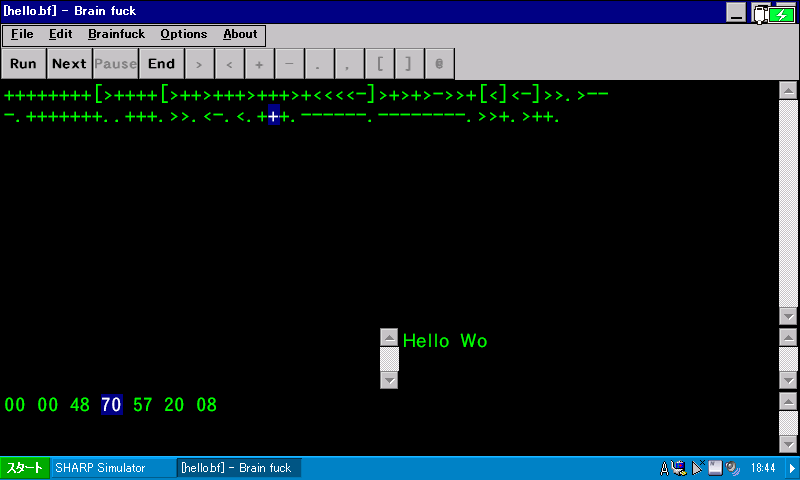 [hello.bf] - Brain fuck
File Edit Brainfuck Options About
Run Next Pause End > < + - . , [ ] @
++++++++[>++++[>++>+++>+++>+<<<<-]>+>+>->>+[<]<-]>>.>--
-.+++++++..+++.>>.<-.<.+++.------.--------.>>+.>++.
Hello Wo
00 00 48 70 57 20 08
スタート SHARP Simulator [hello.bf] - Brain fuck A 18:44